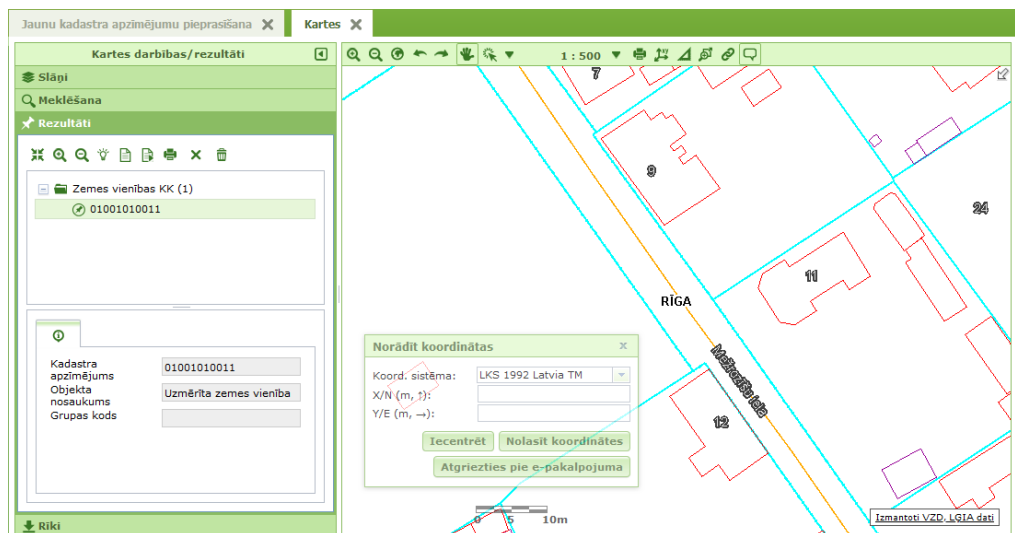 Jaunu kadastra apzīmējumu pieprasīšana
Kartes
Kartes darbības/rezultāti
1 : 500
Slāņi
Meklēšana
Rezultāti
Zemes vienības KK (1)
01001010011
Kadastra apzīmējums
01001010011
Objekta nosaukums
Uzmērīta zemes vienība
Grupas kods
Rīki
7
9
24
11
RĪGA
Mežrozīšu iela
12
Norādīt koordinātas
Koord. sistēma:
LKS 1992 Latvia TM
X/N (m, ↑):
Y/E (m, →):
Iecentrēt
Nolasīt koordinātes
Atgriezties pie e-pakalpojuma
0 5 10m
Izmantoti VZD, LĢIA dati